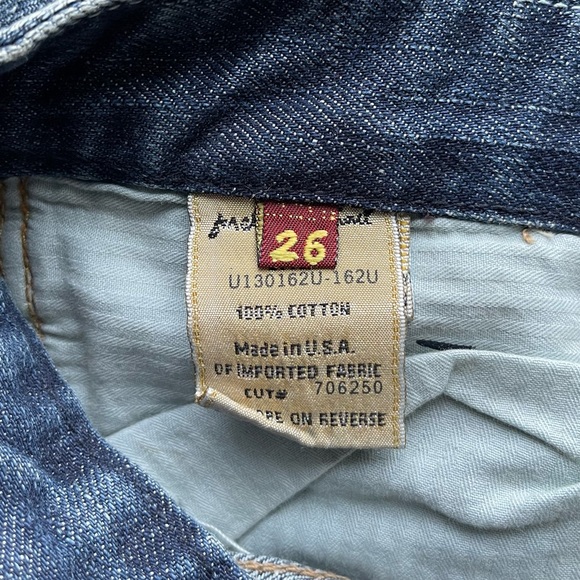 26
U130162U-162U
100% COTTON
Made in U.S.A.
OF IMPORTED FABRIC
CUT# 706250
ON REVERSE